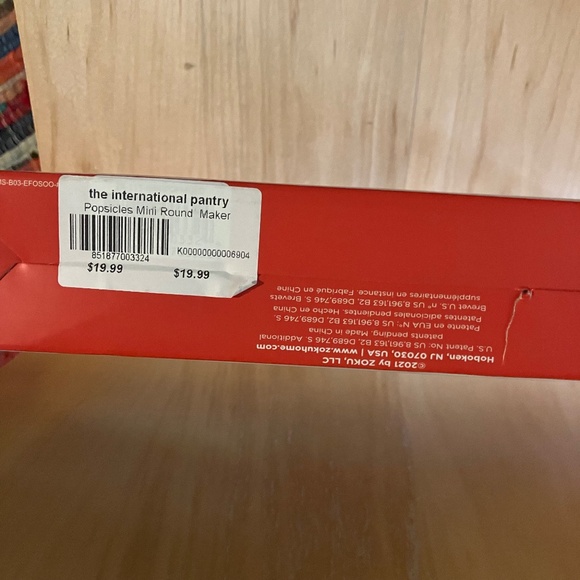 the international pantry
Popsicles Mini Round Maker
851877003324
K00000000006904
$19.99 $19.99
©2021 by ZOKU, LLC
Hoboken, NJ 07030, USA | www.zokuhome.com
U.S. Patent No: US 8,961,163 B2; D689,746 S. Additional
patents pending. Made in China
Patente en EUA N°: US 8,961,163 B2; D689,746 S.
Patentes adicionales pendientes. Hecho en China
Brevet U.S. n° US 8,961,163 B2; D689,746 S. Brevets
supplémentaires en instance. Fabriqué en Chine